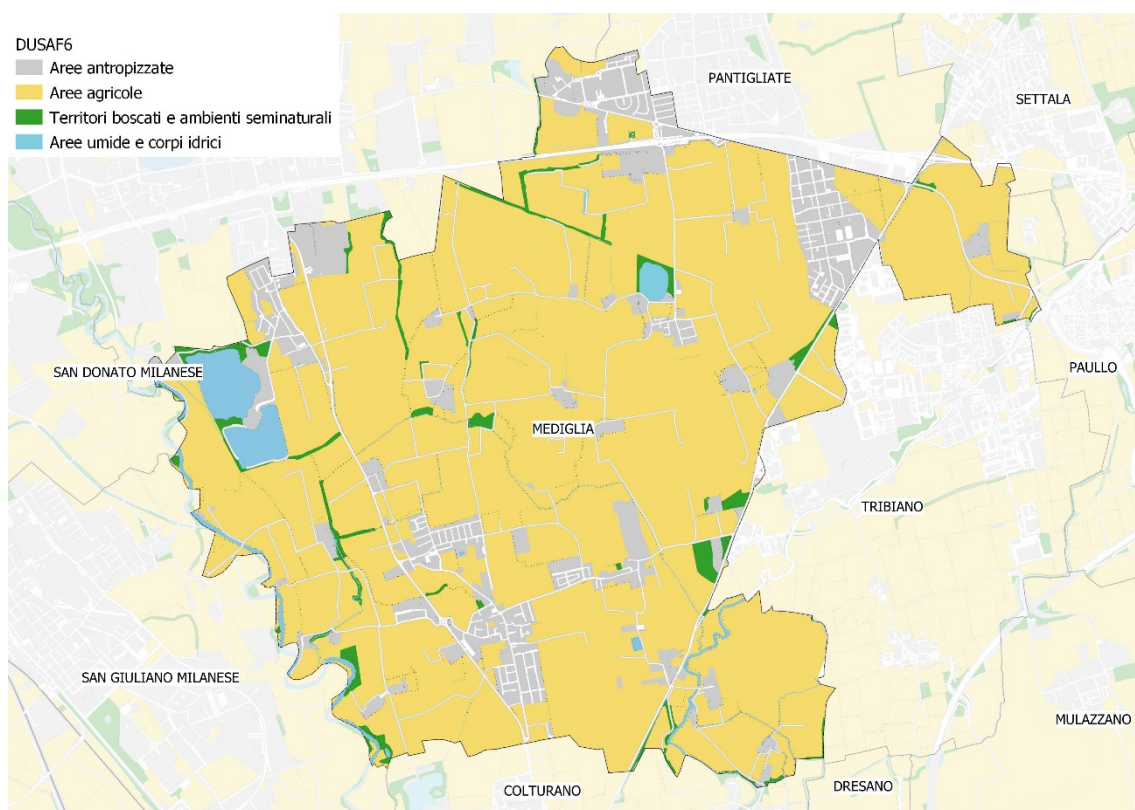 DUSAF6
Aree antropizzate
Aree agricole
Territori boscati e ambienti seminaturali
Aree umide e corpi idrici
PANTIGLIATE
SETTALA
SAN DONATO MILANESE
PAULLO
MEDIGLIA
TRIBIANO
SAN GIULIANO MILANESE
MULAZZANO
COLTURANO
DRESANO